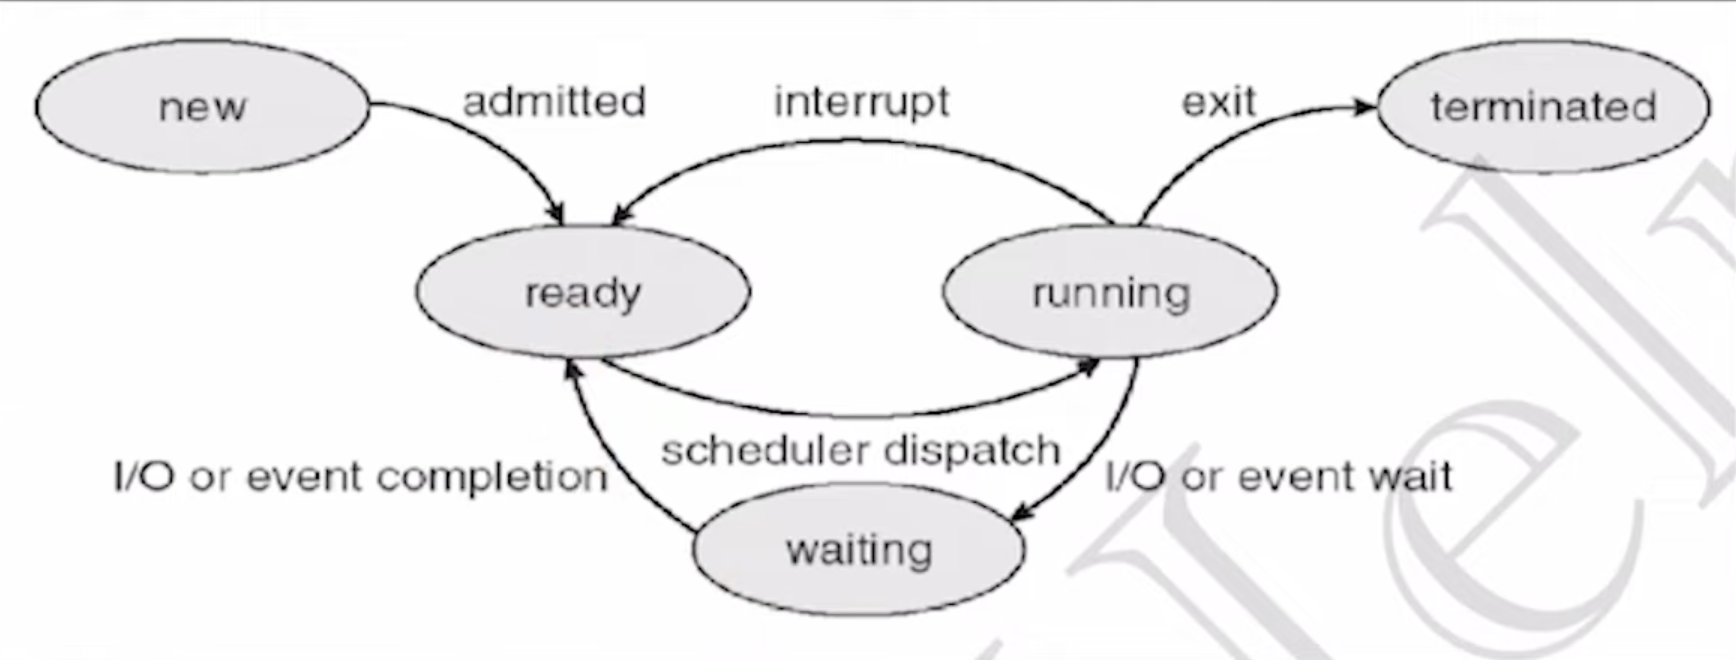 new
admitted
interrupt
exit
terminated
ready
running
scheduler dispatch
I/O or event completion
I/O or event wait
waiting